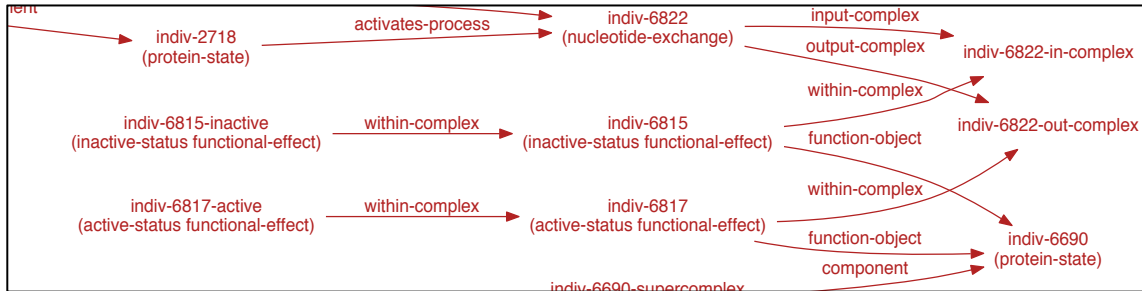 indiv-2718
(protein-state)
activates-process
indiv-6822
(nucleotide-exchange)
input-complex
output-complex
indiv-6822-in-complex
within-complex
indiv-6815-inactive
(inactive-status functional-effect)
within-complex
indiv-6815
(inactive-status functional-effect)
function-object
indiv-6822-out-complex
within-complex
indiv-6817-active
(active-status functional-effect)
within-complex
indiv-6817
(active-status functional-effect)
function-object
indiv-6690
(protein-state)
component
indiv-6690-supercomplex